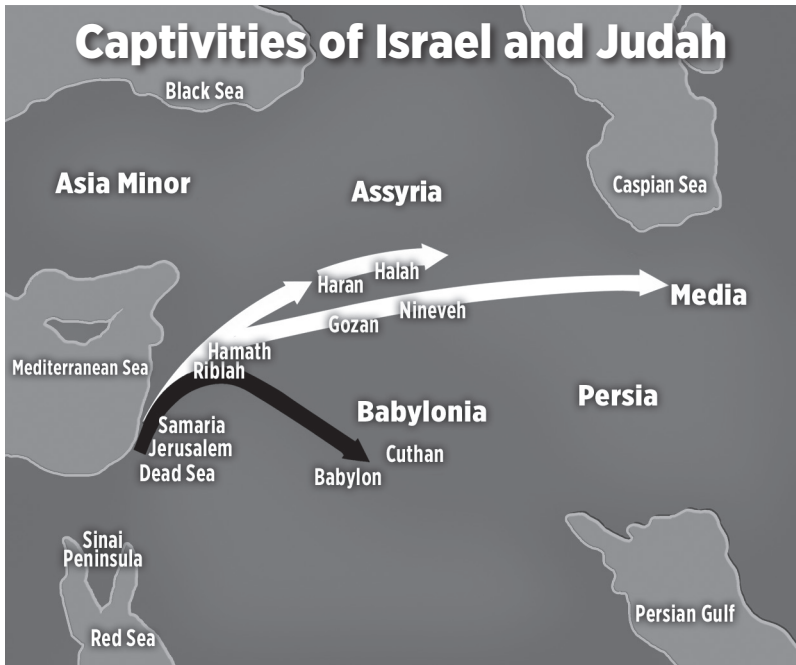 Captivities of Israel and Judah
Black Sea
Asia Minor
Assyria
Caspian Sea
Haran
Halah
Media
Gozan
Nineveh
Hamath
Riblah
Mediterranean Sea
Persia
Babylonia
Samaria
Jerusalem
Dead Sea
Cuthan
Babylon
Sinai
Peninsula
Red Sea
Persian Gulf